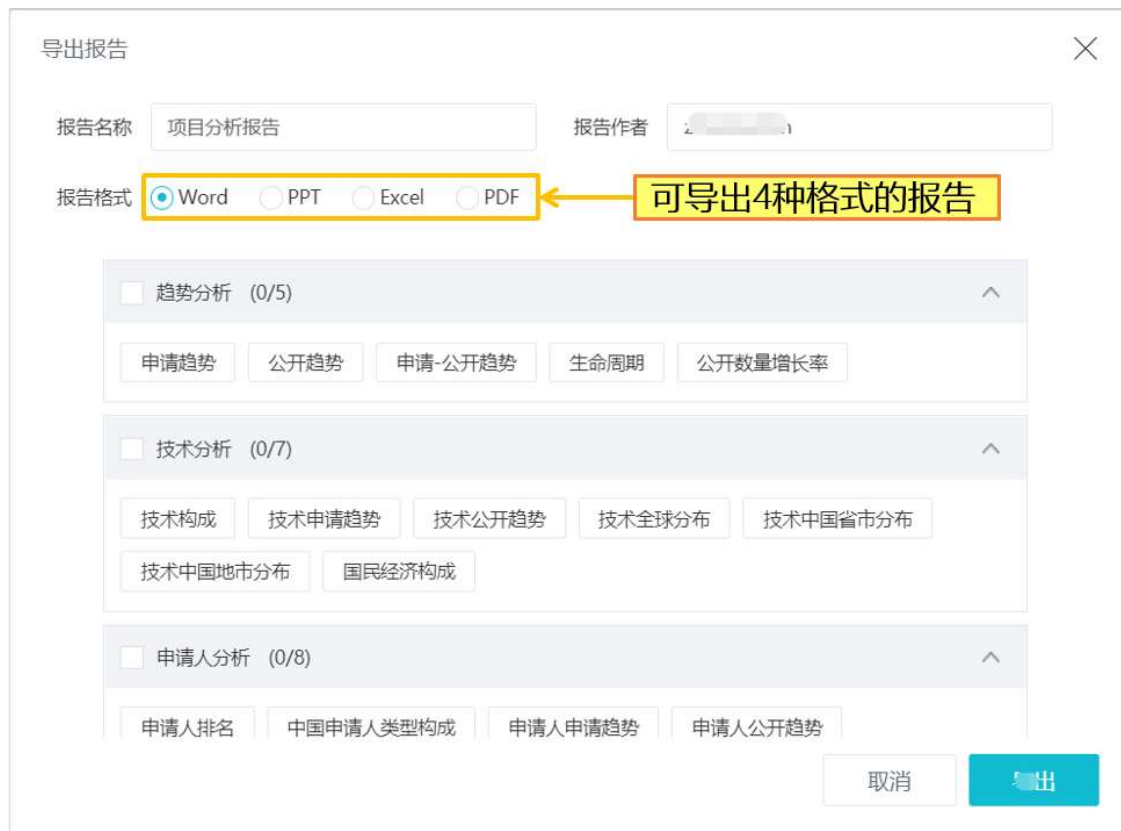 导出报告
报告名称 项目分析报告 报告作者
报告格式 Word PPT Excel PDF 可导出4种格式的报告
趋势分析 (0/5)
申请趋势 公开趋势 申请-公开趋势 生命周期 公开数量增长率
技术分析 (0/7)
技术构成 技术申请趋势 技术公开趋势 技术全球分布 技术中国省市分布
技术中国地市分布 国民经济构成
申请人分析 (0/8)
申请人排名 中国申请人类型构成 申请人申请趋势 申请人公开趋势
取消 出